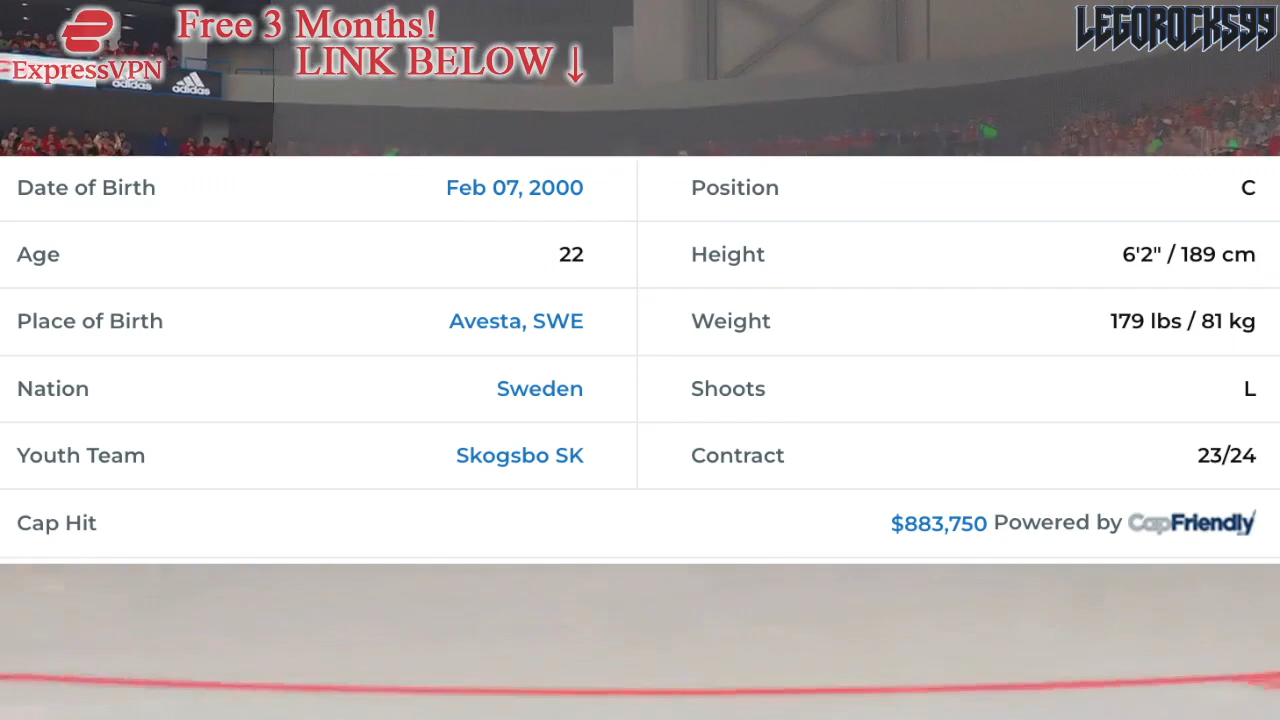 Free 3 Months!
LEGOROCKS99
LINK BELOW ↓
ExpressVPN
adidas
adidas
Date of Birth Feb 07, 2000 Position C
Age 22 Height 6'2" / 189 cm
Place of Birth Avesta, SWE Weight 179 lbs / 81 kg
Nation Sweden Shoots L
Youth Team Skogsbo SK Contract 23/24
Cap Hit $883,750 Powered by CapFriendly